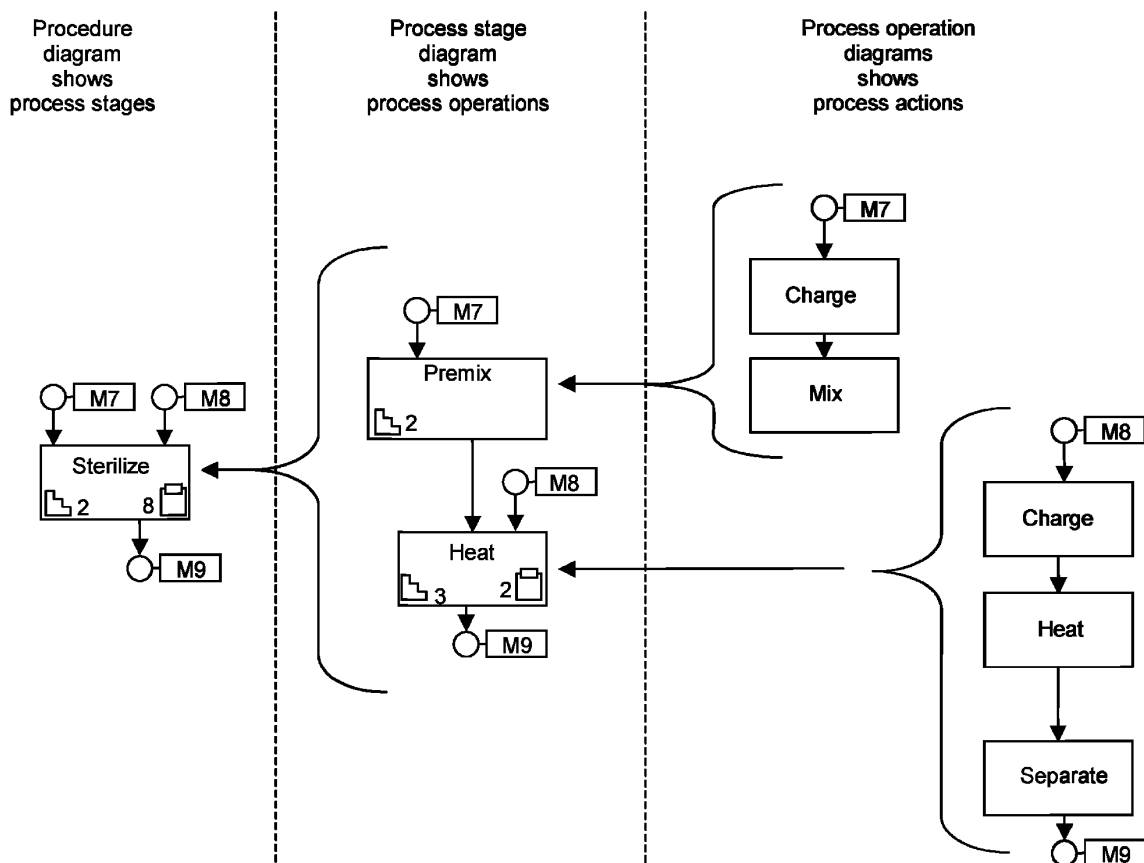 Procedure
diagram
shows
process stages
Process stage
diagram
shows
process operations
Process operation
diagrams
shows
process actions
M7
M8
Sterilize
2
8
M9
M7
Premix
2
M8
Heat
3
2
M9
M7
Charge
Mix
M8
Charge
Heat
Separate
M9